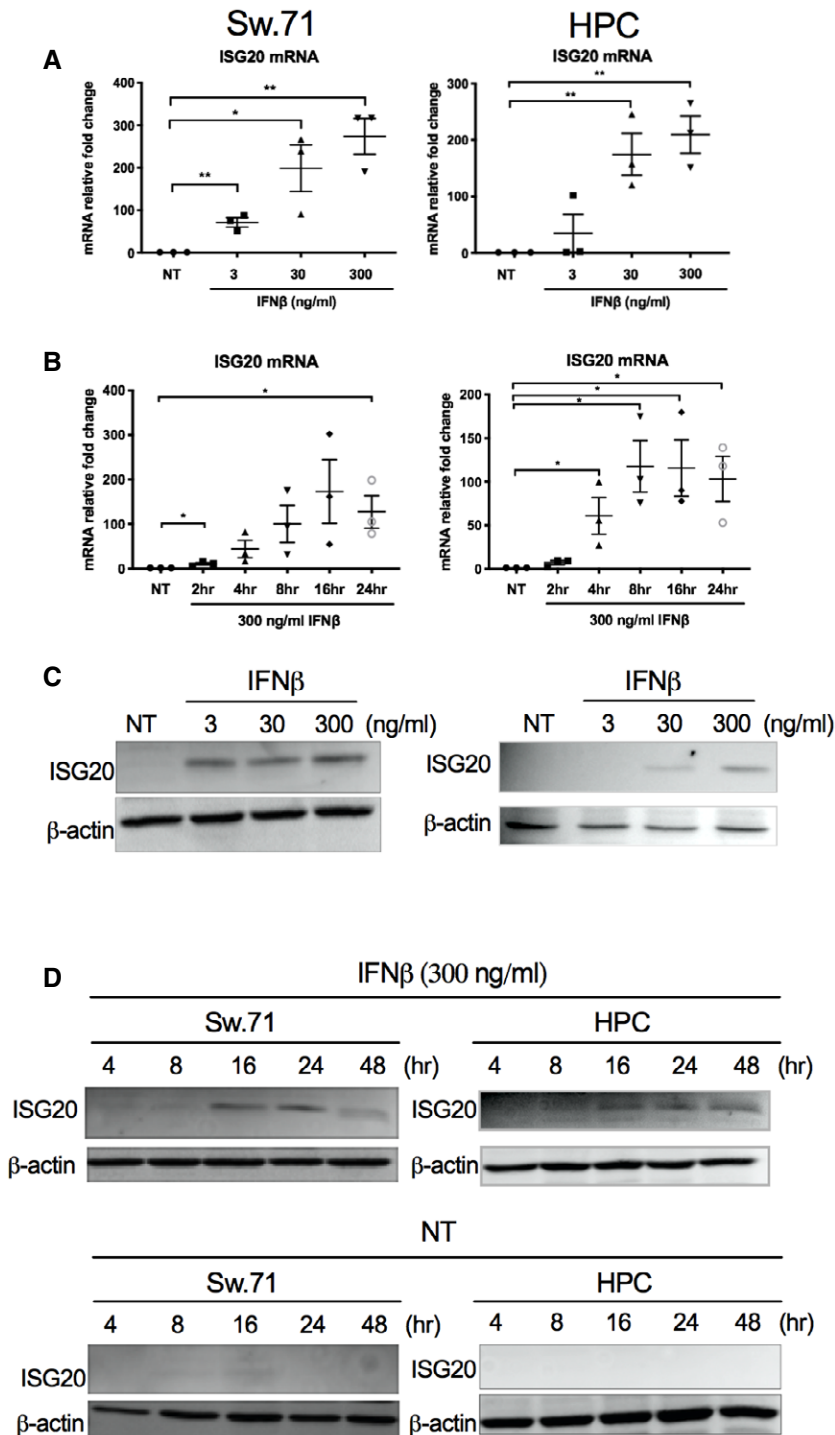 Sw.71 HPC
A
ISG20 mRNA
mRNA relative fold change
400
300
200
100
0
** 
*
**
NT 3 30 300
IFNβ (ng/ml)
ISG20 mRNA
mRNA relative fold change
300
200
100
0
**
**
NT 3 30 300
IFNβ (ng/ml)
B
ISG20 mRNA
mRNA relative fold change
400
300
200
100
0
*
*
NT 2hr 4hr 8hr 16hr 24hr
300 ng/ml IFNβ
ISG20 mRNA
mRNA relative fold change
200
150
100
50
0
*
*
*
*
NT 2hr 4hr 8hr 16hr 24hr
300 ng/ml IFNβ
C
IFNβ
NT 3 30 300 (ng/ml)
ISG20
β-actin
IFNβ
NT 3 30 300 (ng/ml)
ISG20
β-actin
D
IFNβ (300 ng/ml)
Sw.71
4 8 16 24 48 (hr)
ISG20
β-actin
HPC
4 8 16 24 48 (hr)
ISG20
β-actin
NT
Sw.71
4 8 16 24 48 (hr)
ISG20
β-actin
HPC
4 8 16 24 48 (hr)
ISG20
β-actin